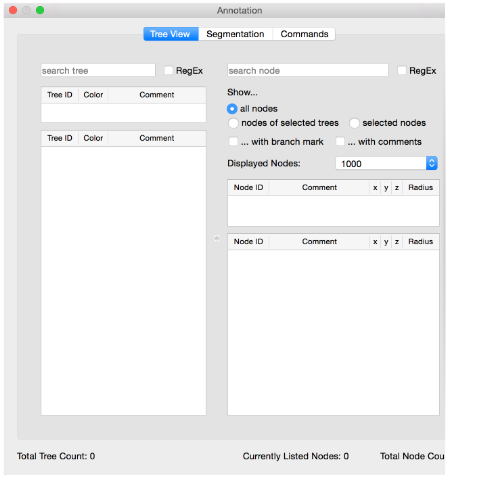 Annotation
Tree View Segmentation Commands
search tree RegEx search node RegEx
Tree ID Color Comment
Show...
all nodes
nodes of selected trees selected nodes
... with branch mark ... with comments
Displayed Nodes: 1000
Tree ID Color Comment
Node ID Comment x y z Radius
Node ID Comment x y z Radius
Total Tree Count: 0 Currently Listed Nodes: 0 Total Node Cou